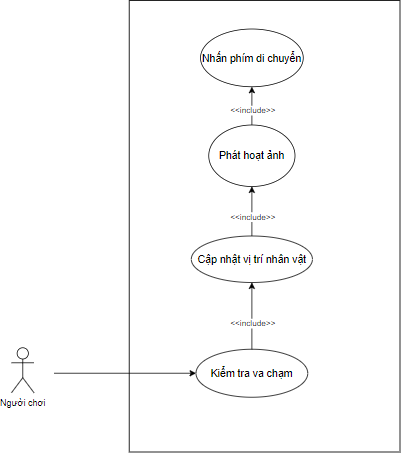 Nhấn phím di chuyển
<<include>>
Phát hoạt ảnh
<<include>>
Cập nhật vị trí nhân vật
<<include>>
Kiểm tra va chạm
Người chơi